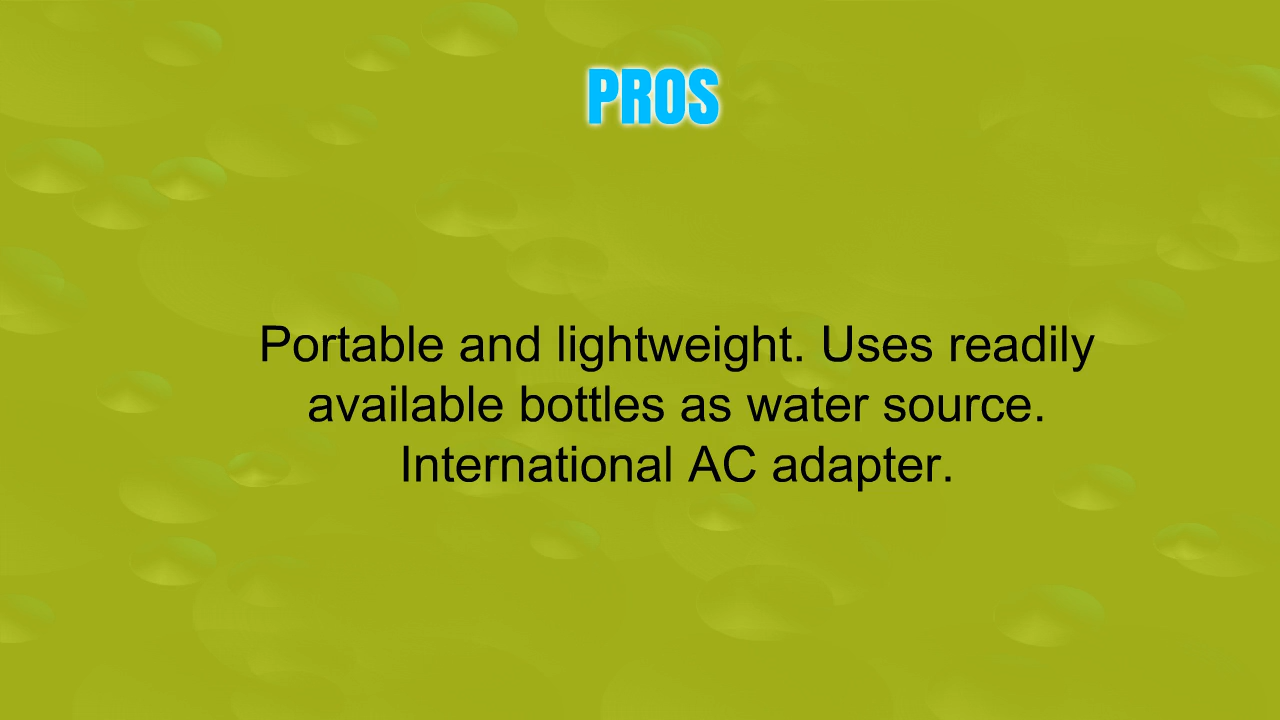 PROS
Portable and lightweight. Uses readily
available bottles as water source.
International AC adapter.